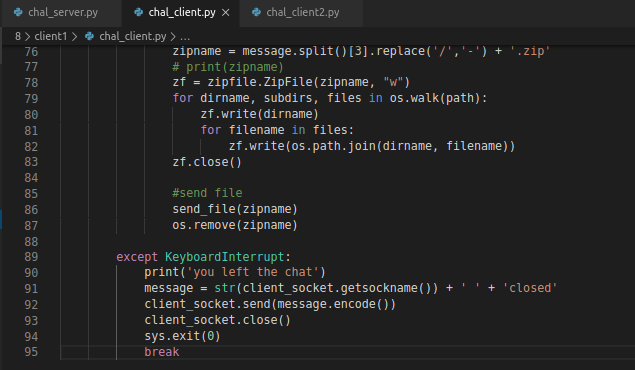 chal_server.py chal_client.py × chal_client2.py
8 > client1 > chal_client.py > ...
76 zipname = message.split()[3].replace('/','-') + '.zip'
77 # print(zipname)
78 zf = zipfile.ZipFile(zipname, "w")
79 for dirname, subdirs, files in os.walk(path):
80 zf.write(dirname)
81 for filename in files:
82 zf.write(os.path.join(dirname, filename))
83 zf.close()
84
85 #send file
86 send_file(zipname)
87 os.remove(zipname)
88
89 except KeyboardInterrupt:
90 print('you left the chat')
91 message = str(client_socket.getsockname()) + ' ' + 'closed'
92 client_socket.send(message.encode())
93 client_socket.close()
94 sys.exit(0)
95 break